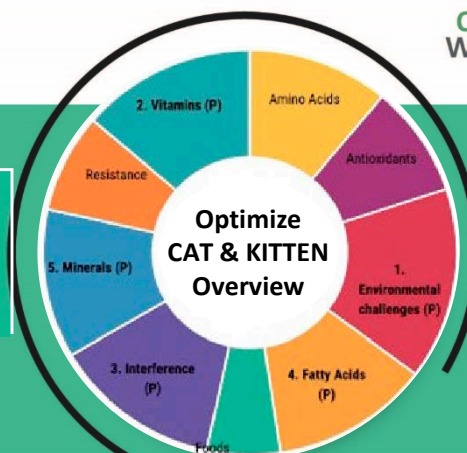 2. Vitamins (P)
Amino Acids
Antioxidants
Resistance
Optimize
CAT & KITTEN
Overview
5. Minerals (P)
1.
Environmental
challenges (P)
3. Interference
(P)
4. Fatty Acids
(P)
Foods